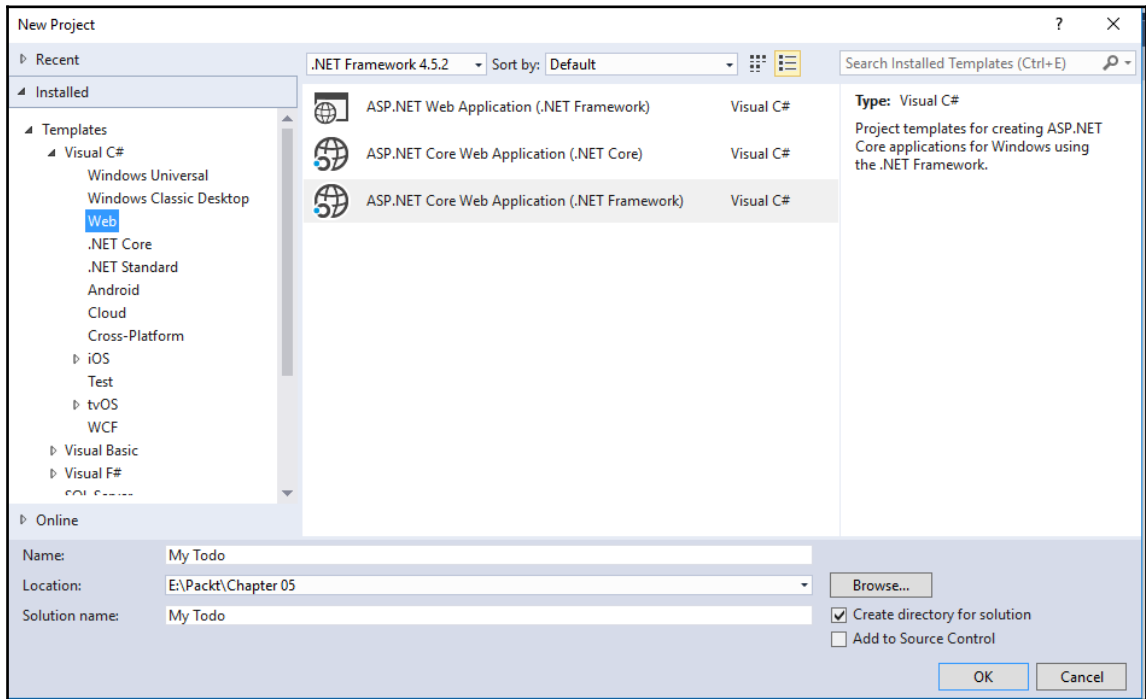 New Project
?
Recent
.NET Framework 4.5.2 Sort by: Default
Search Installed Templates (Ctrl+E)
Installed
Templates
Visual C#
Windows Universal
Windows Classic Desktop
Web
.NET Core
.NET Standard
Android
Cloud
Cross-Platform
iOS
Test
tvOS
WCF
Visual Basic
Visual F#
SQL Server
Online
ASP.NET Web Application (.NET Framework) Visual C#
ASP.NET Core Web Application (.NET Core) Visual C#
ASP.NET Core Web Application (.NET Framework) Visual C#
Type: Visual C#
Project templates for creating ASP.NET
Core applications for Windows using
the .NET Framework.
Name: My Todo
Location: E:\Packt\Chapter 05
Browse...
Solution name: My Todo
Create directory for solution
Add to Source Control
OK Cancel